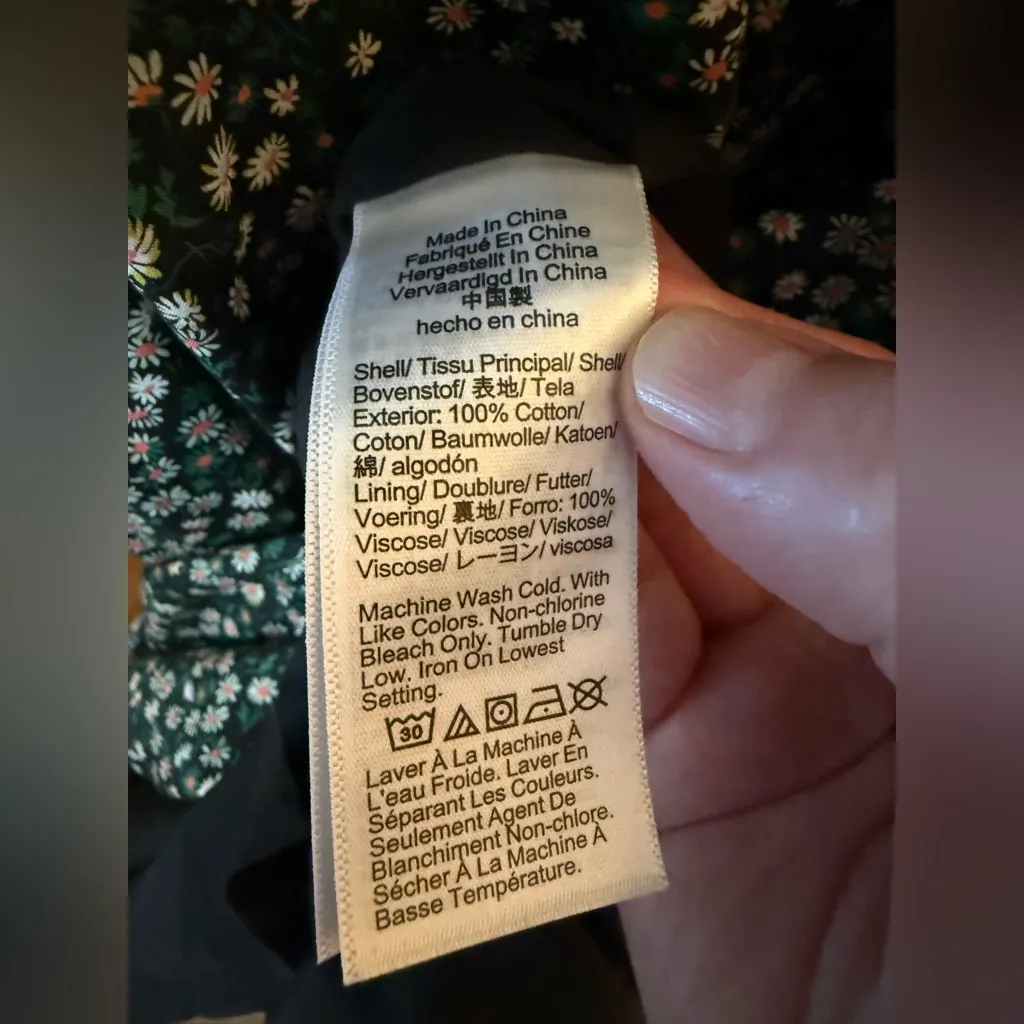 Made In China
Fabriqué En Chine
Hergestellt In China
Vervaardigd In China
中国製
hecho en china
Shell/ Tissu Principal/ Shell/
Bovenstof/ 表地/ Tela
Exterior: 100% Cotton/
Coton/ Baumwolle/ Katoen/
綿/ algodón
Lining/ Doublure/ Futter/
Voering/ 裏地/ Forro: 100%
Viscose/ Viscose/ Viskose/
Viscose/ レーヨン/ viscosa
Machine Wash Cold. With
Like Colors. Non-chlorine
Bleach Only. Tumble Dry
Low. Iron On Lowest
Setting.
30
Laver À La Machine À
L'eau Froide. Laver En
Séparant Les Couleurs.
Seulement Agent De
Blanchiment Non-chlore.
Sécher À La Machine À
Basse Température.